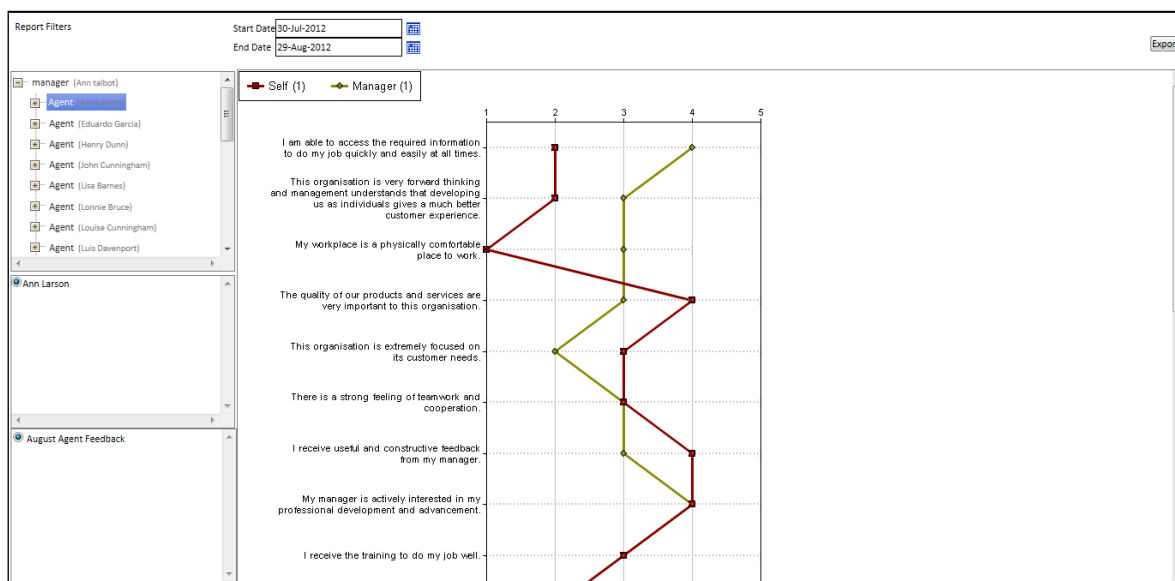 Report Filters
Start Date 30-Jul-2012
End Date 29-Aug-2012
Expor
manager (Ann talbot)
Agent (Ann Larson)
Agent (Eduardo Garcia)
Agent (Henry Dunn)
Agent (John Cunningham)
Agent (Lisa Barnes)
Agent (Lonnie Bruce)
Agent (Louise Cunningham)
Agent (Luis Davenport)
Ann Larson
August Agent Feedback
Self (1) Manager (1)
1 2 3 4 5
I am able to access the required information
to do my job quickly and easily at all times.
This organisation is very forward thinking
and management understands that developing
us as individuals gives a much better
customer experience.
My workplace is a physically comfortable
place to work.
The quality of our products and services are
very important to this organisation.
This organisation is extremely focused on
its customer needs.
There is a strong feeling of teamwork and
cooperation.
I receive useful and constructive feedback
from my manager.
My manager is actively interested in my
professional development and advancement.
I receive the training to do my job well.